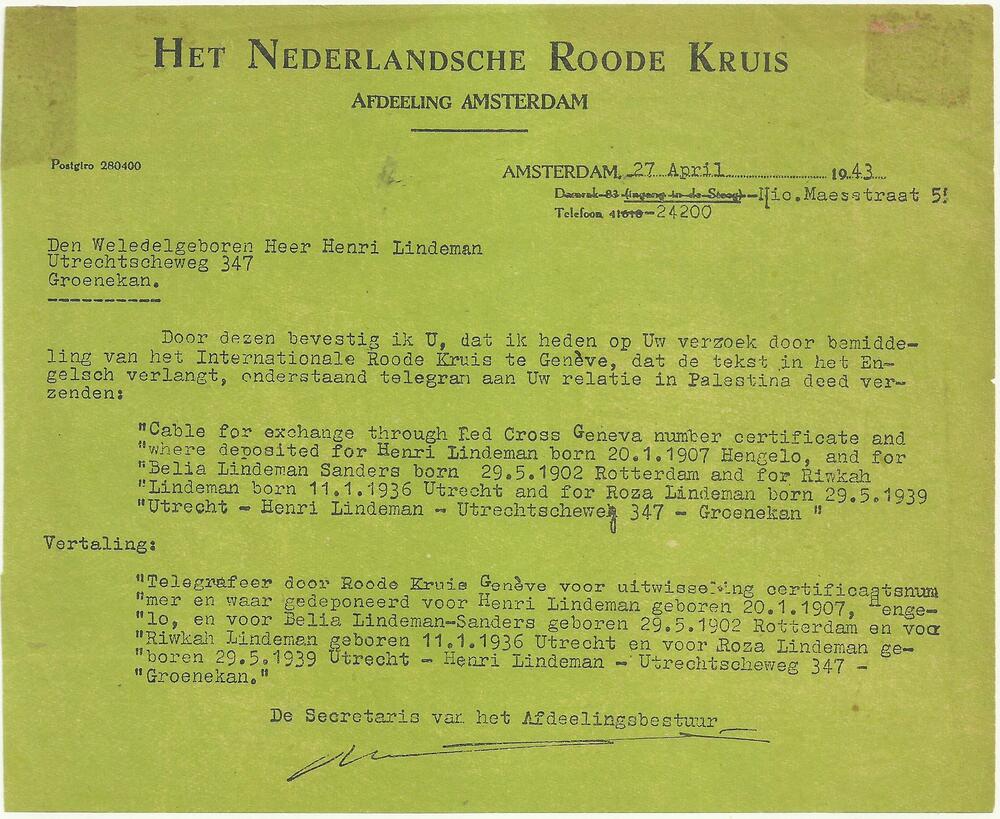 HET NEDERLANDSCHE ROODE KRUIS
AFDEELING AMSTERDAM
Postgiro 280400
AMSTERDAM, 27 April 1943
Damrak 83 (ingang in de Steeg) - Nic. Maesstraat 5
Telefoon 41618 - 24200
Den Weledelgeboren Heer Henri Lindeman
Utrechtscheweg 347
Groenekan.
----------
Door dezen bevestig ik U, dat ik heden op Uw verzoek door bemidde-
ling van het Internationale Roode Kruis te Genève, dat de tekst in het En-
gelsch verlangt, onderstaand telegran aan Uw relatie in Palestina deed ver-
zenden:
"Cable for exchange through Red Cross Geneva number certificate and
"where deposited for Henri Lindeman born 20.1.1907 Hengelo, and for
"Belia Lindeman Sanders born 29.5.1902 Rotterdam and for Riwkah
"Lindeman born 11.1.1936 Utrecht and for Roza Lindeman born 29.5.1939
"Utrecht - Henri Lindeman - Utrechtscheweg 347 - Groenekan "
Vertaling:
"Telegrafeer door Roode Kruis Genève voor uitwisseling certificaatsnum
"mer en waar gedeponeerd voor Henri Lindeman geboren 20.1.1907, Henge-
"lo, en voor Belia Lindeman-Sanders geboren 29.5.1902 Rotterdam en voor
"Riwkah Lindeman geboren 11.1.1936 Utrecht en voor Roza Lindeman ge-
"boren 29.5.1939 Utrecht - Henri Lindeman - Utrechtscheweg 347 -
"Groenekan."
De Secretaris van het Afdeelingsbestuur